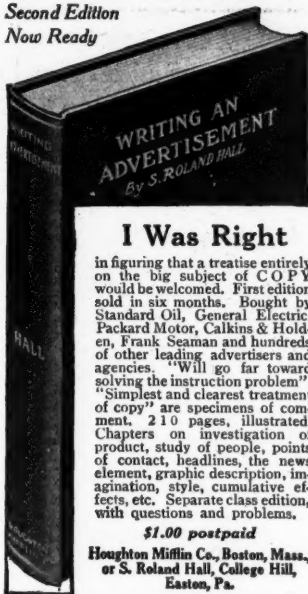 Second Edition
Now Ready
WRITING AN
ADVERTISEMENT
By S. ROLAND HALL
WRITING
ADVERTISEMENT
HALL
I Was Right
in figuring that a treatise entirely
on the big subject of COPY
would be welcomed. First edition
sold in six months. Bought by
Standard Oil, General Electric
Packard Motor, Calkins & Hold-
en, Frank Seaman and hundreds
of other leading advertisers and
agencies. "Will go far toward
solving the instruction problem"
"Simplest and clearest treatment
of copy" are specimens of com-
ment. 210 pages, illustrated.
Chapters on investigation of
product, study of people, points
of contact, headlines, the news
element, graphic description, im-
agination, style, cumulative ef-
fects, etc. Separate class edition,
with questions and problems.
$1.00 postpaid
Houghton Mifflin Co., Boston, Mass.,
or S. Roland Hall, College Hill,
Easton, Pa.